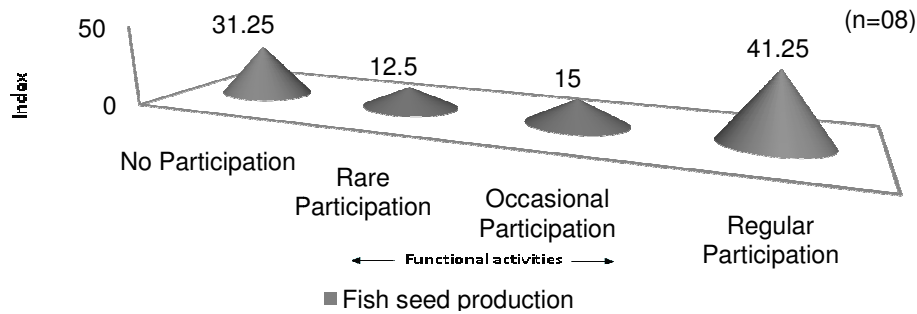 (n=08)
50
31.25
41.25
12.5
15
Index
0
No Participation
Rare
Participation
Occasional
Participation
Regular
Participation
Functional activities
Fish seed production